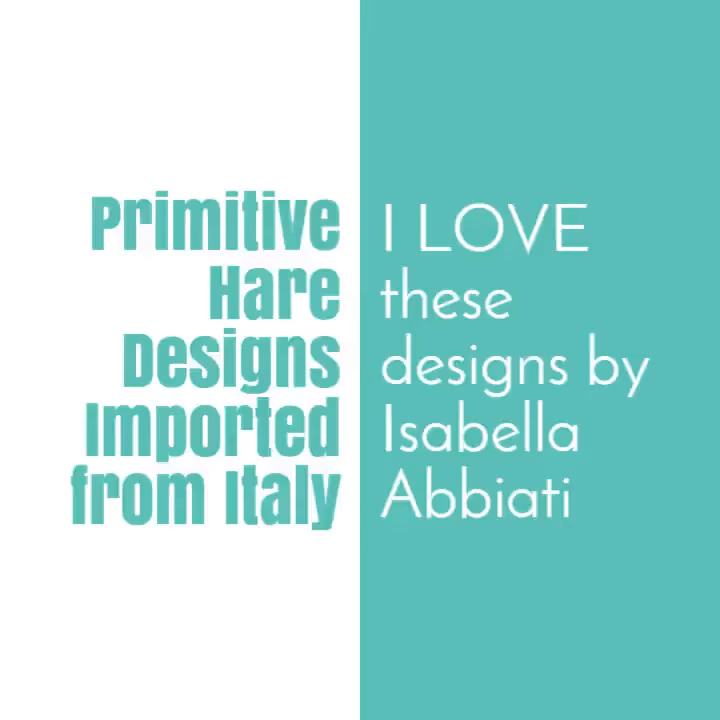 Primitive
Hare
Designs
Imported
from Italy
I LOVE
these
designs by
Isabella
Abbiati